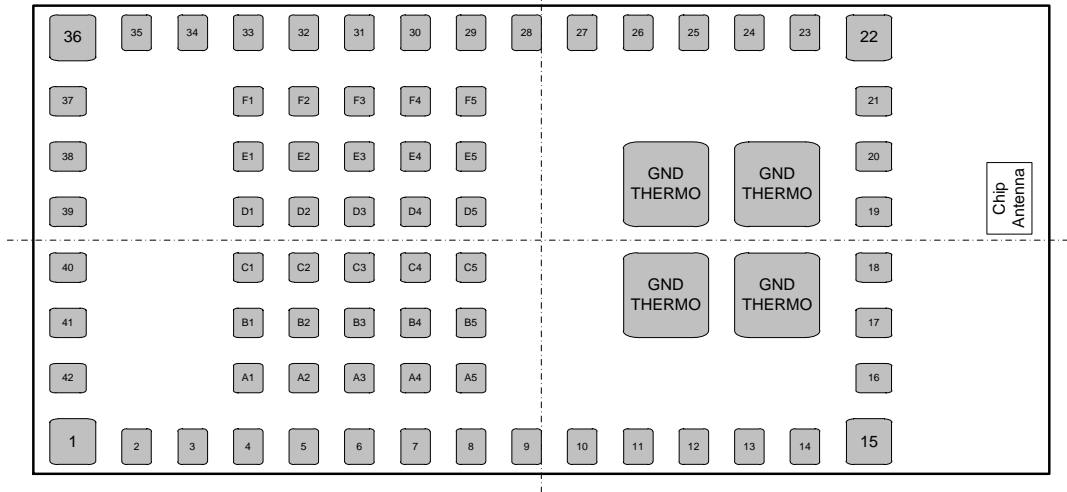 36 35 34 33 32 31 30 29 28 27 26 25 24 23 22
37 F1 F2 F3 F4 F5 21
38 E1 E2 E3 E4 E5 20
GND
THERMO
GND
THERMO
39 D1 D2 D3 D4 D5 19
Chip
Antenna
40 C1 C2 C3 C4 C5 18
GND
THERMO
GND
THERMO
41 B1 B2 B3 B4 B5 17
42 A1 A2 A3 A4 A5 16
1 2 3 4 5 6 7 8 9 10 11 12 13 14 15